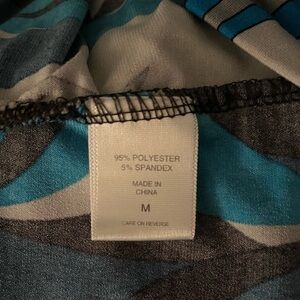 95% POLYESTER
5% SPANDEX
MADE IN
CHINA
M
CARE ON REVERSE